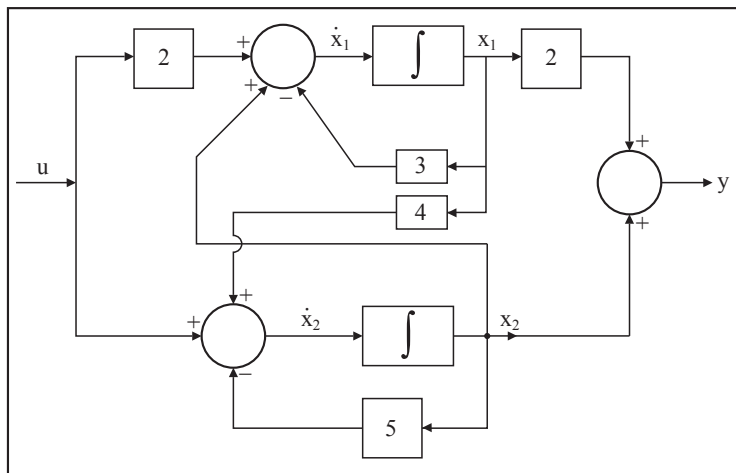 2
+
ẋ₁
∫
x₁
2
+
−
+
3
u
y
4
+
+
+
ẋ₂
∫
x₂
+
−
5